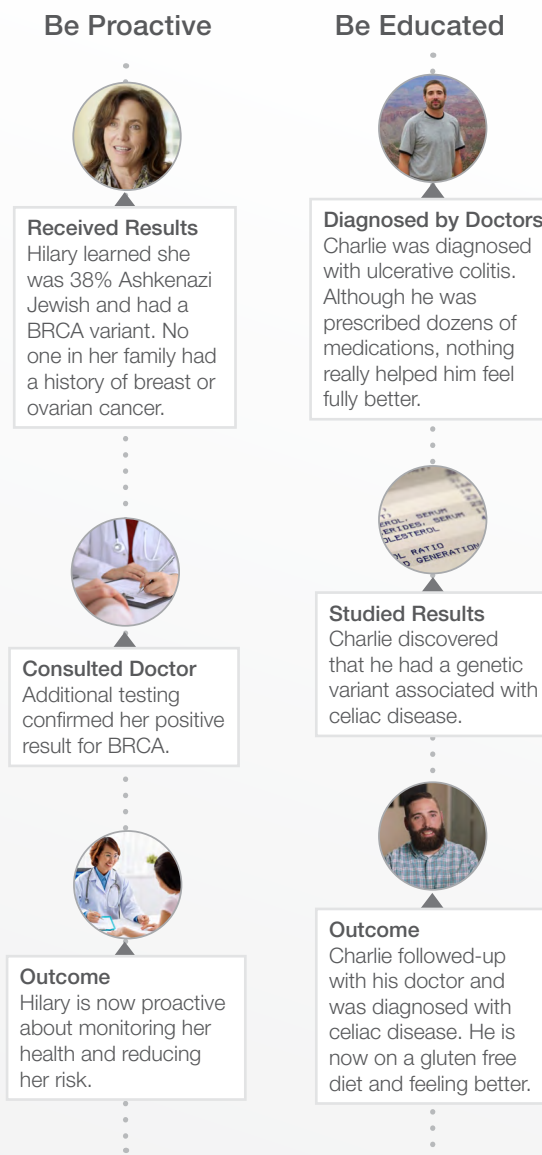 Be Proactive
Received Results
Hilary learned she
was 38% Ashkenazi
Jewish and had a
BRCA variant. No
one in her family had
a history of breast or
ovarian cancer.
Consulted Doctor
Additional testing
confirmed her positive
result for BRCA.
Outcome
Hilary is now proactive
about monitoring her
health and reducing
her risk.
Be Educated
Diagnosed by Doctors
Charlie was diagnosed
with ulcerative colitis.
Although he was
prescribed dozens of
medications, nothing
really helped him feel
fully better.
SERUM
SERUM
OLESTEROL
RATIO
GENERATION
Studied Results
Charlie discovered
that he had a genetic
variant associated with
celiac disease.
Outcome
Charlie followed-up
with his doctor and
was diagnosed with
celiac disease. He is
now on a gluten free
diet and feeling better.